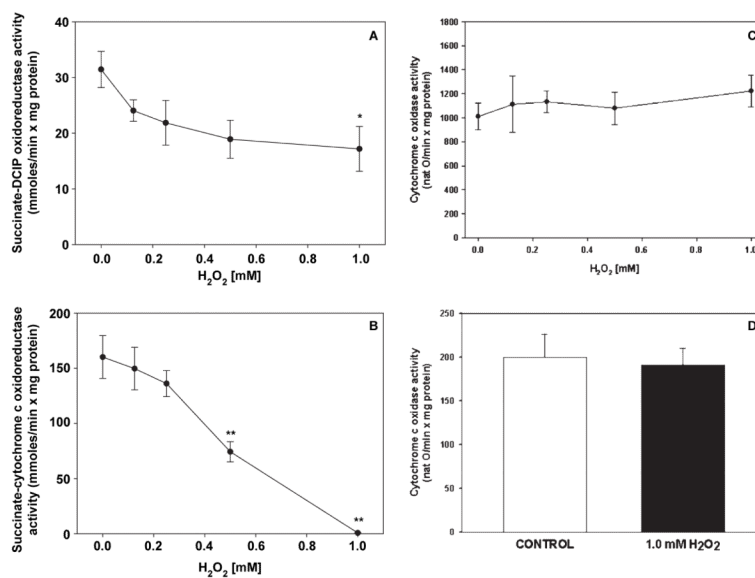 A
Succinate-DCIP oxidoreductase activity
(mmoles/min x mg protein)
40
30
20
10
0
*
0.0 0.2 0.4 0.6 0.8 1.0
H₂O₂ [mM]
B
Succinate-cytochrome c oxidoreductase
activity (mmoles/min x mg protein)
200
150
100
50
0
**
**
0.0 0.2 0.4 0.6 0.8 1.0
H₂O₂ [mM]
C
Cytochrome c oxidase activity
(nat O/min x mg protein)
1800
1600
1400
1200
1000
800
600
400
200
0
0.0 0.2 0.4 0.6 0.8 1.0
H₂O₂ [mM]
D
Cytochrome c oxidase activity
(nat O/min x mg protein)
250
200
150
100
50
0
CONTROL 1.0 mM H₂O₂